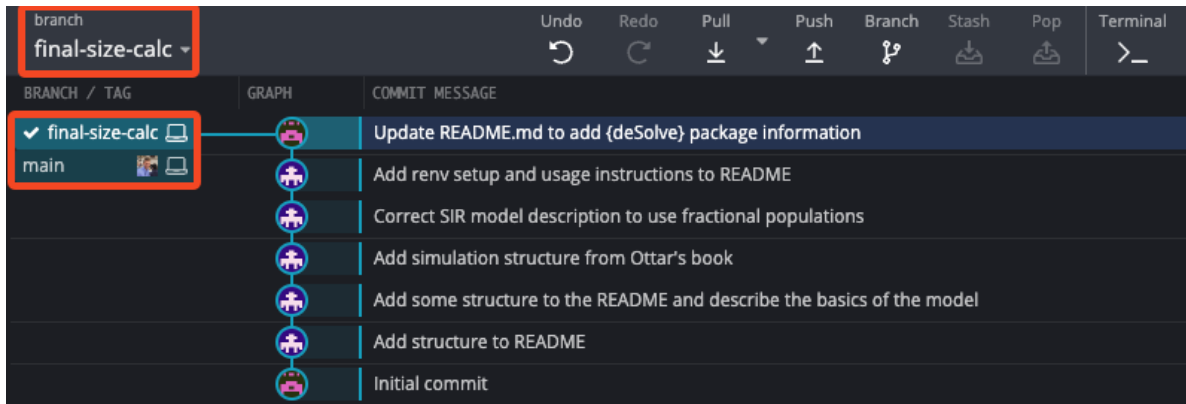 branch
final-size-calc
Undo Redo Pull Push Branch Stash Pop Terminal
BRANCH / TAG GRAPH COMMIT MESSAGE
final-size-calc Update README.md to add {deSolve} package information
main
Add renv setup and usage instructions to README
Correct SIR model description to use fractional populations
Add simulation structure from Ottar's book
Add some structure to the README and describe the basics of the model
Add structure to README
Initial commit